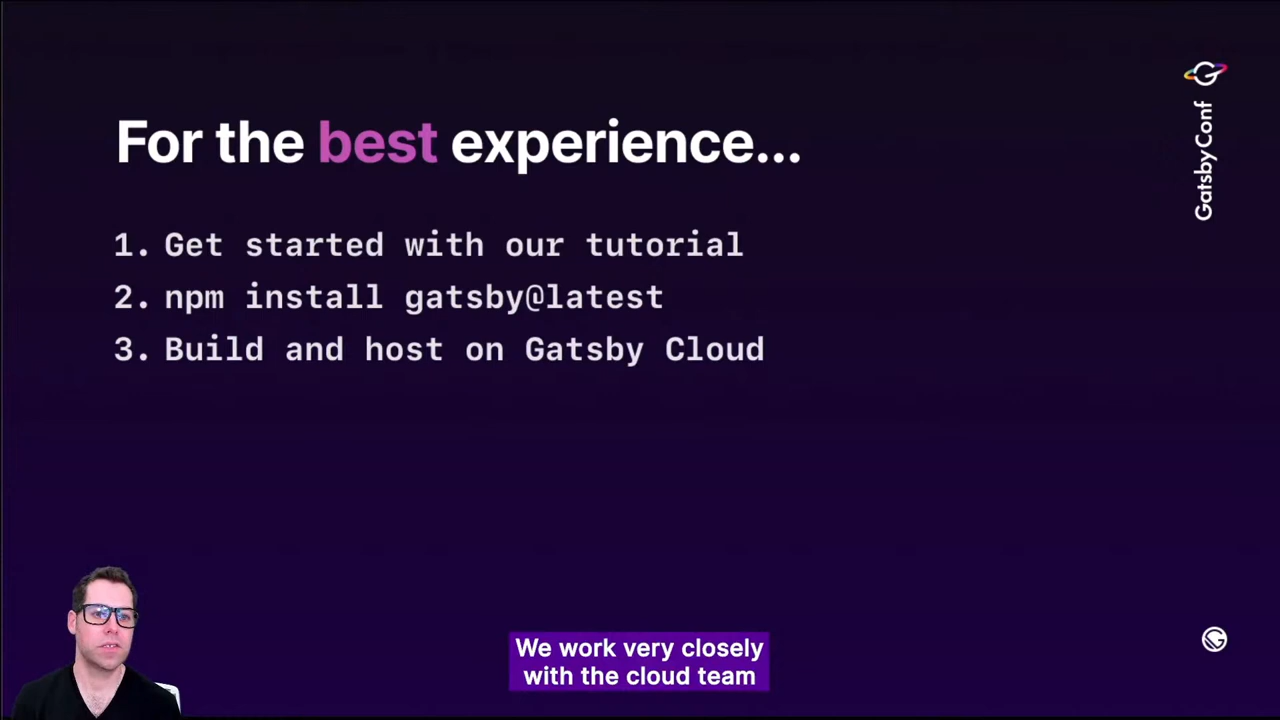 For the best experience...
1. Get started with our tutorial
2. npm install gatsby@latest
3. Build and host on Gatsby Cloud
GatsbyConf
We work very closely
with the cloud team